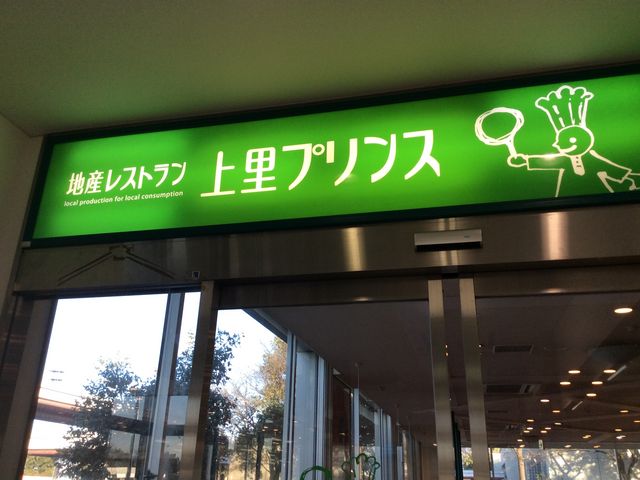 地産レストラン
local production for local consumption
上里プリンス